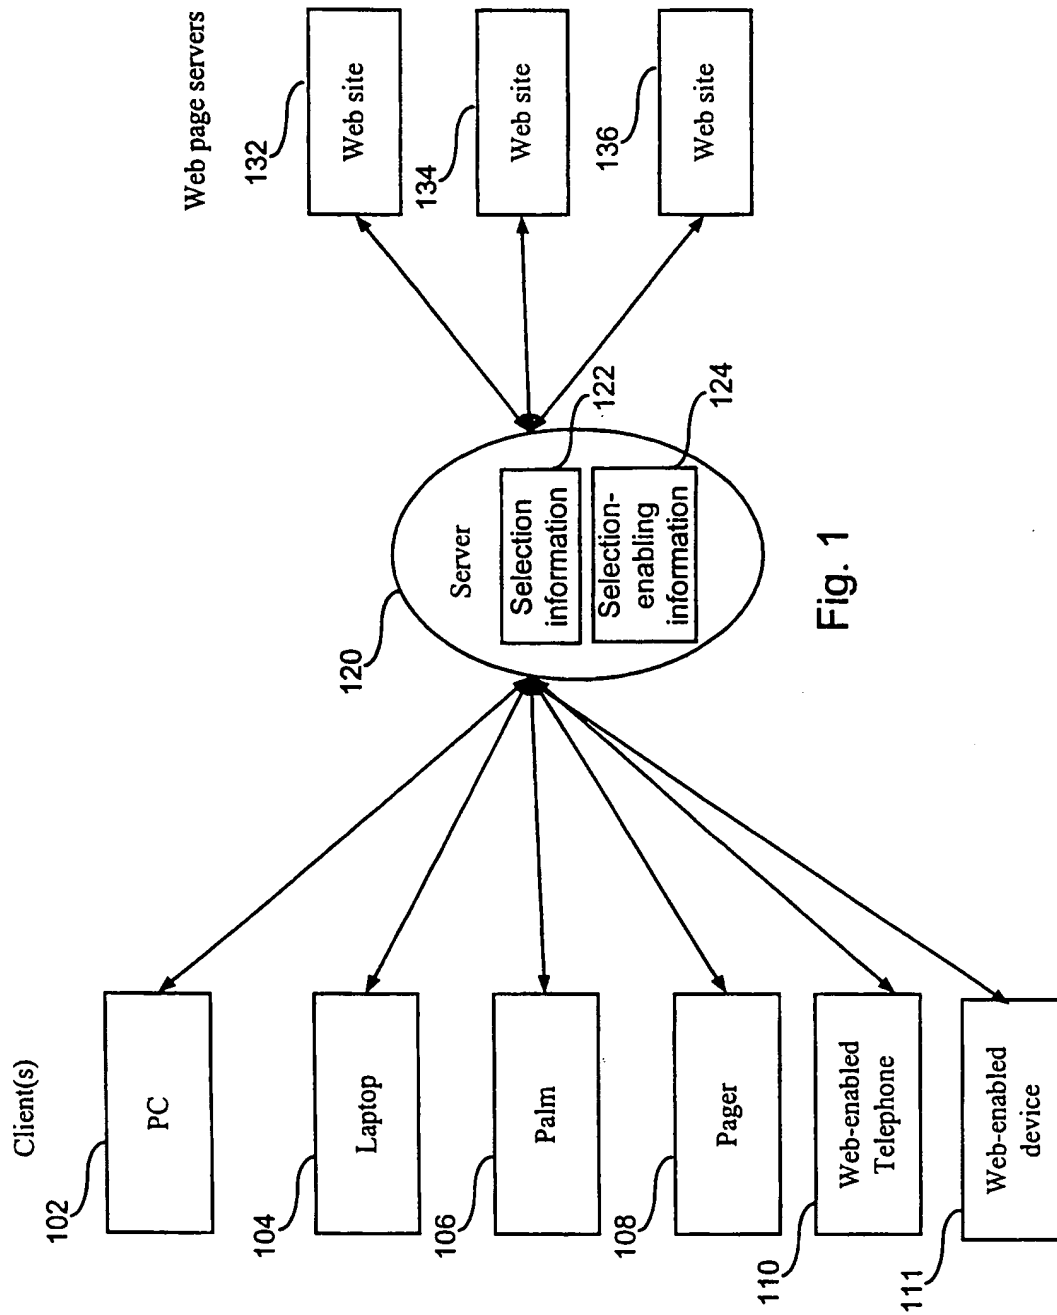 Client(s)
102
PC
104
Laptop
106
Palm
108
Pager
110
Web-enabled
Telephone
111
Web-enabled
device
120
Server
Selection
information
122
Selection-
enabling
information
124
Web page servers
132
Web site
134
Web site
136
Web site
Fig. 1